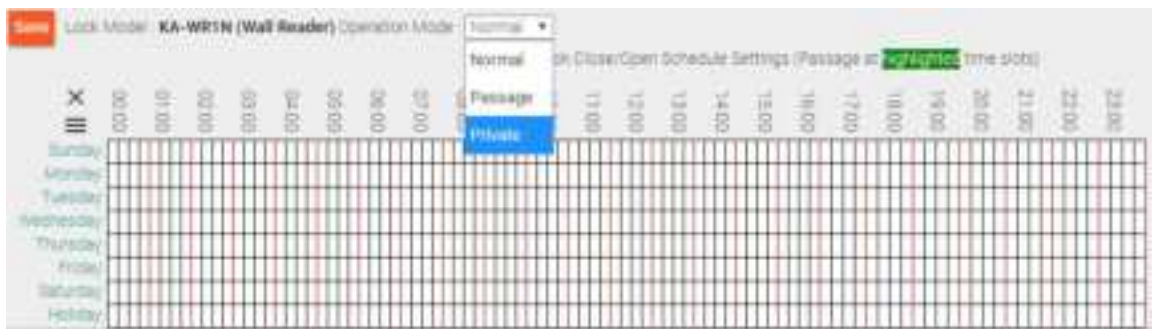 Save Lock Model: KA-WR1N (Wall Reader) Operation Mode: Normal
Normal
Passage
Private
Close/Open Schedule Settings (Passage at highlighted time slots)
00:00 01:00 02:00 03:00 04:00 05:00 06:00 07:00 11:00 12:00 13:00 14:00 15:00 16:00 17:00 18:00 19:00 20:00 21:00 22:00 23:00
Sunday
Monday
Tuesday
Wednesday
Thursday
Friday
Saturday
Holiday